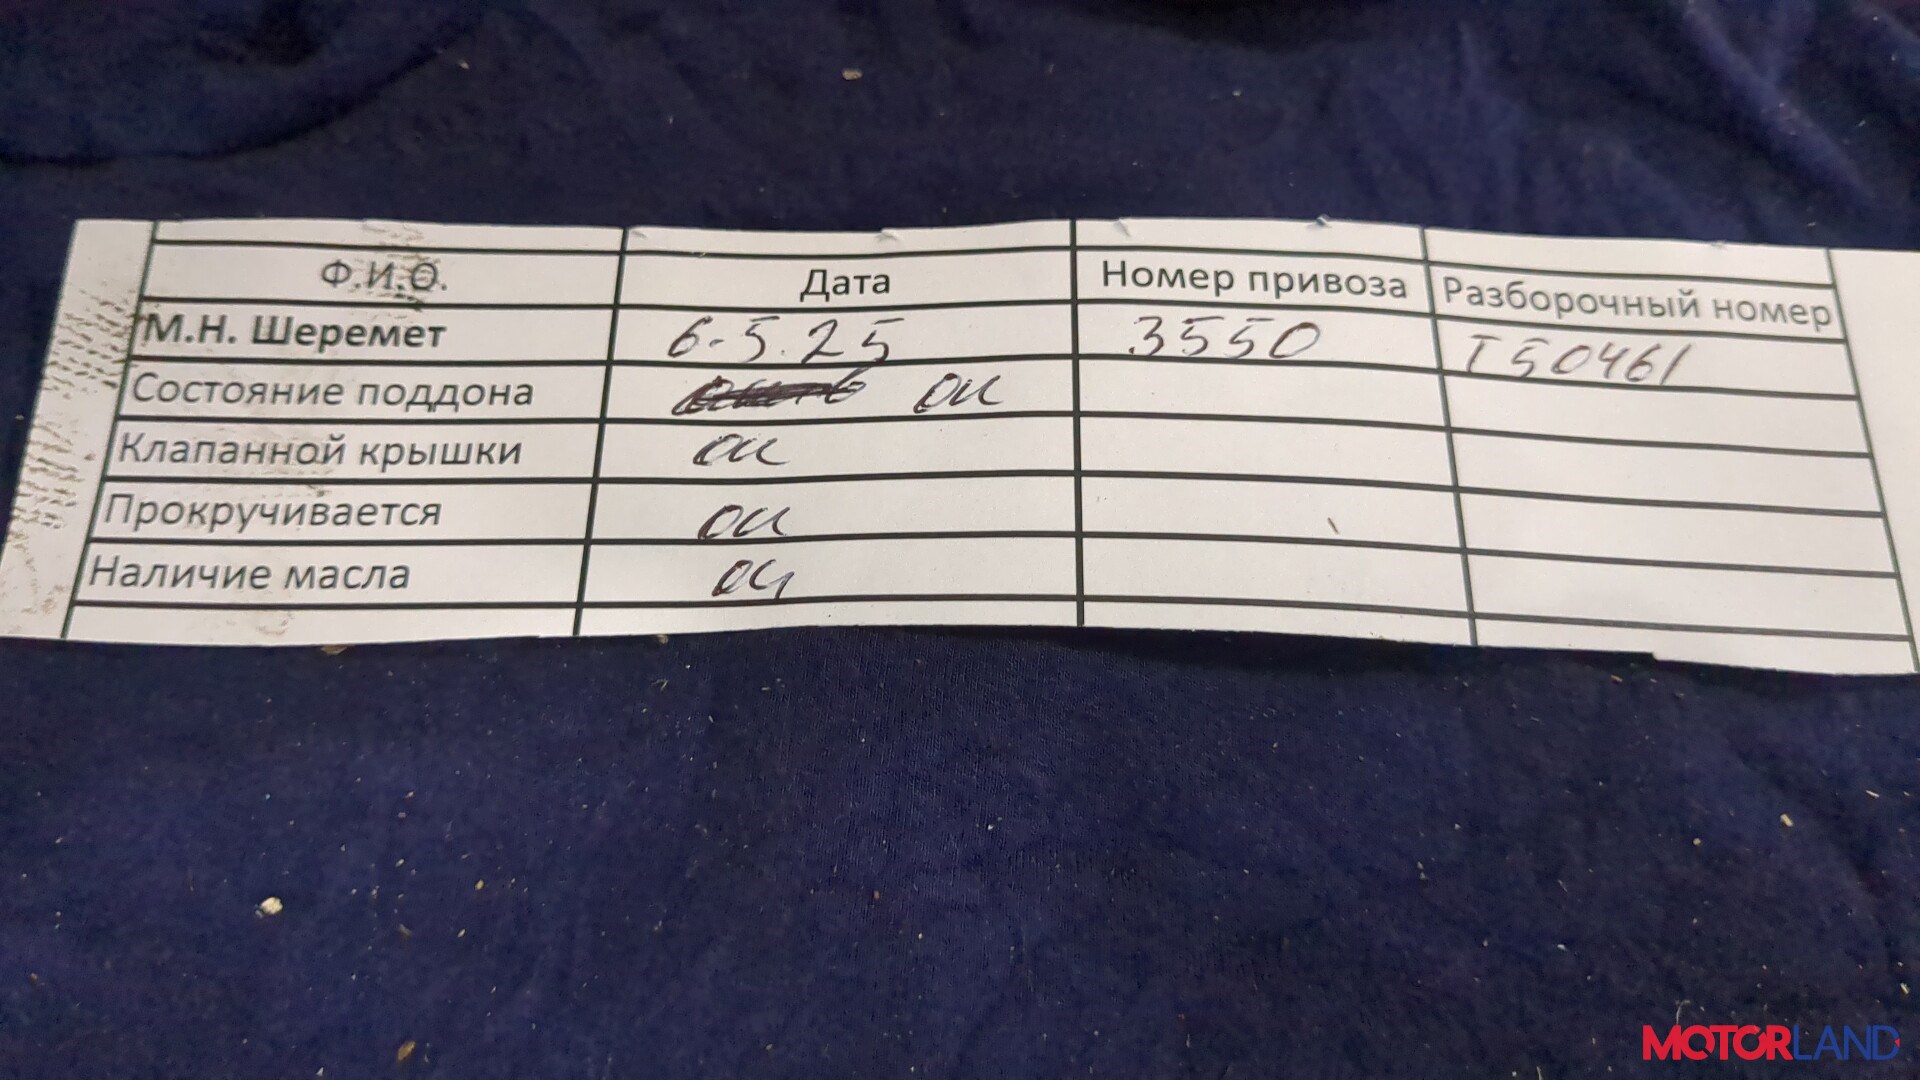 Ф.И.О. Дата Номер привоза Разборочный номер
М.Н. Шеремет 6.5.25 3550 T50461
Состояние поддона ок
Клапанной крышки ок
Прокручивается ок
Наличие масла ок
MOTORLAND